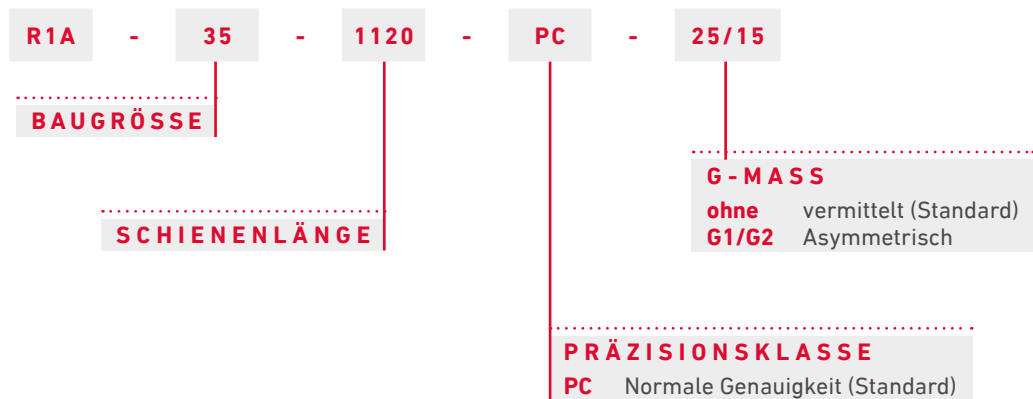 R1A - 35 - 1120 - PC - 25/15
BAUGRÖSSE
G-MASS
ohne vermittelt (Standard)
G1/G2 Asymmetrisch
SCHIENENLÄNGE
PRÄZISIONSKLASSE
PC Normale Genauigkeit (Standard)